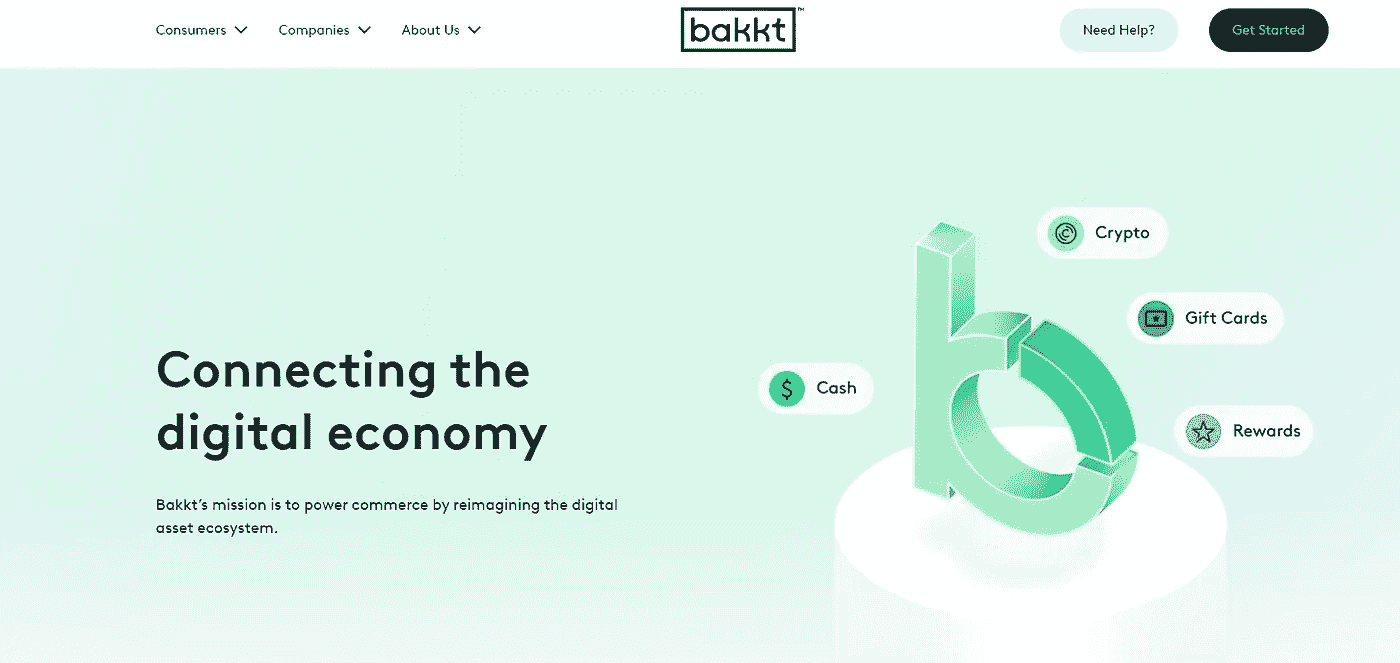 Consumers
Companies
About Us
bakkt™
Need Help?
Get Started
Crypto
Gift Cards
Cash
Rewards
Connecting the
digital economy
Bakkt's mission is to power commerce by reimagining the digital
asset ecosystem.